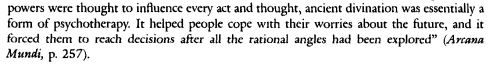 powers were thought to influence every act and thought, ancient divination was essentially a
form of psychotherapy. It helped people cope with their worries about the future, and it
forced them to reach decisions after all the rational angles had been explored” (Arcana
Mundi, p. 257).